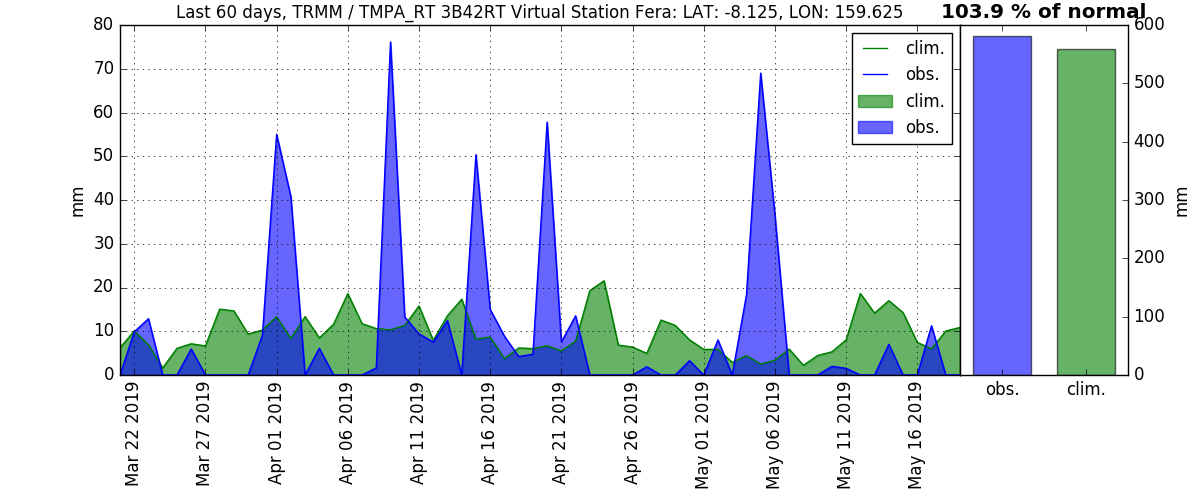 Last 60 days, TRMM / TMPA_RT 3B42RT Virtual Station Fera: LAT: -8.125, LON: 159.625
103.9 % of normal
80
70
60
50
40
30
20
10
0
mm
clim.
obs.
clim.
obs.
Mar 22 2019
Mar 27 2019
Apr 01 2019
Apr 06 2019
Apr 11 2019
Apr 16 2019
Apr 21 2019
Apr 26 2019
May 01 2019
May 06 2019
May 11 2019
May 16 2019
600
500
400
300
200
100
0
mm
obs.
clim.